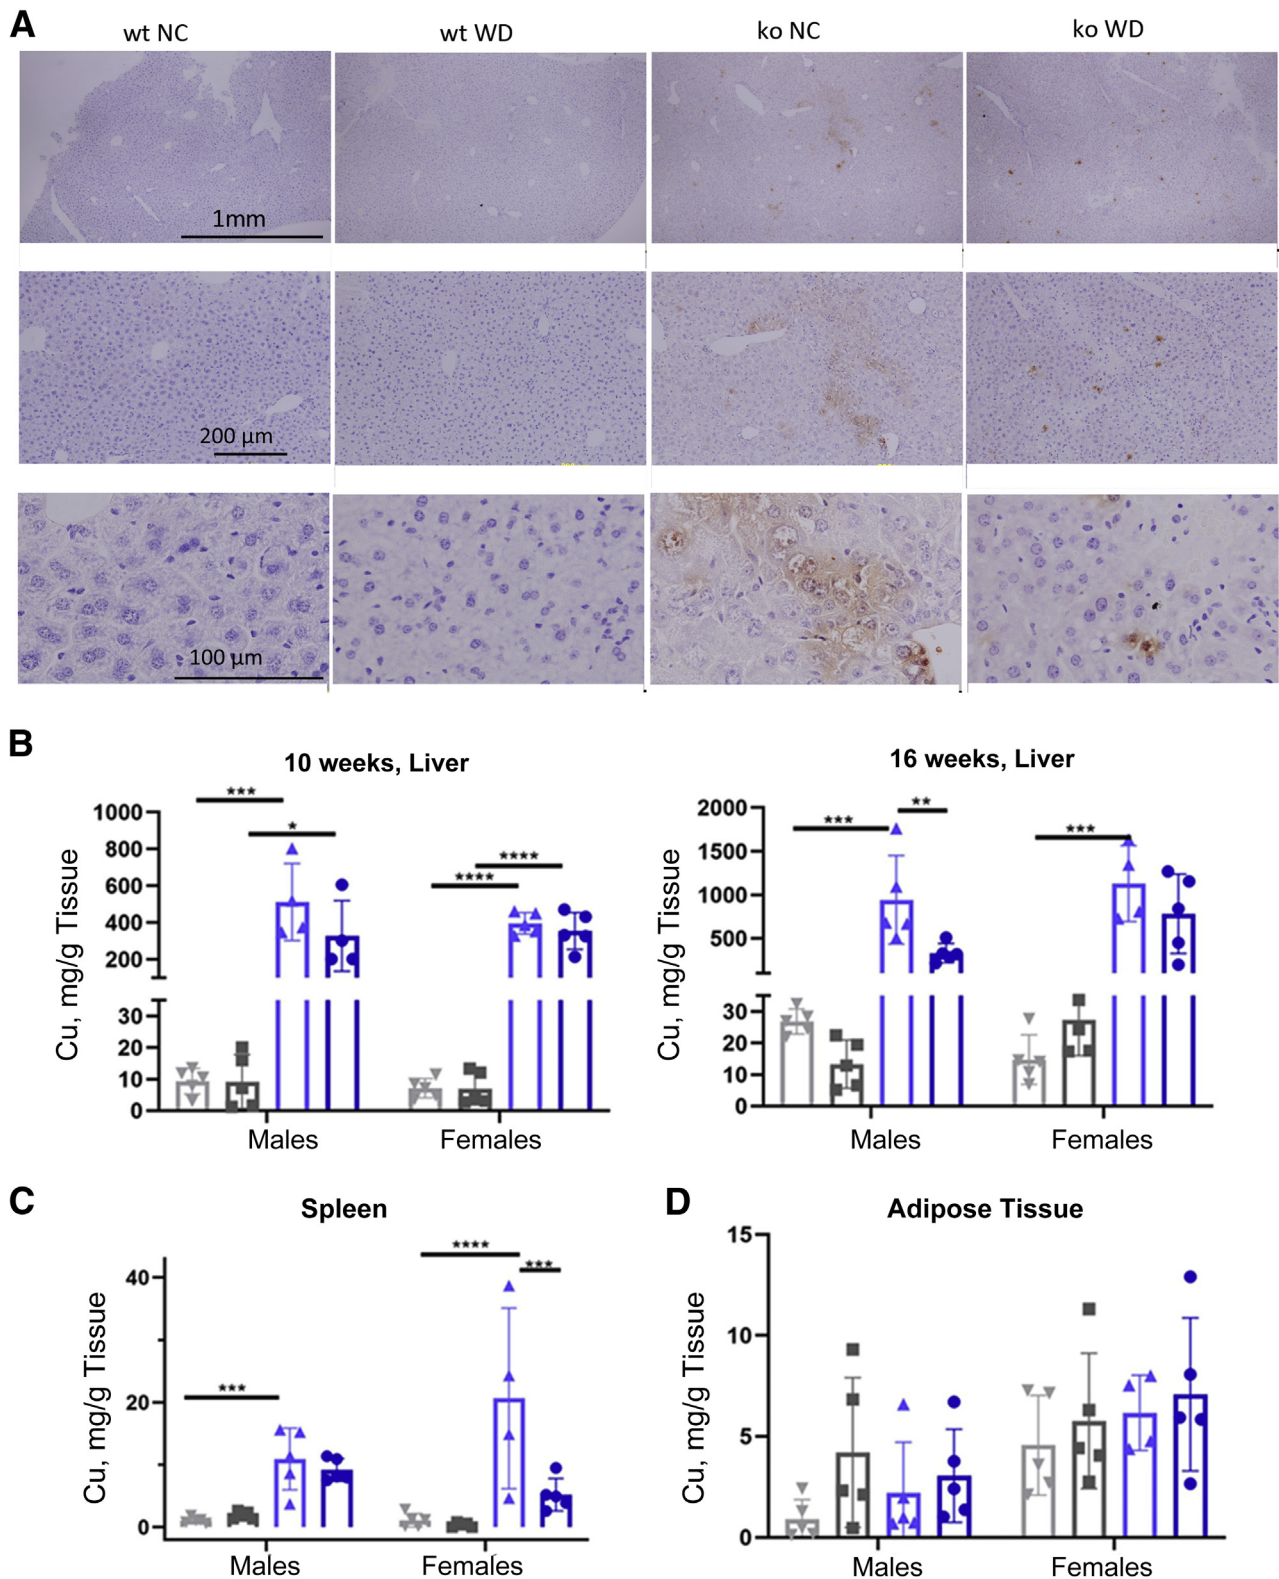 A
wt NC
wt WD
ko NC
ko WD
1mm
200 µm
100 µm
B
10 weeks, Liver
Cu, mg/g Tissue
1000
800
600
400
200
30
20
10
0
***
*
****
****
Males
Females
16 weeks, Liver
Cu, mg/g Tissue
2000
1500
1000
500
30
20
10
0
***
**
***
Males
Females
C
Spleen
Cu, mg/g Tissue
40
20
0
***
****
***
Males
Females
D
Adipose Tissue
Cu, mg/g Tissue
15
10
5
0
Males
Females